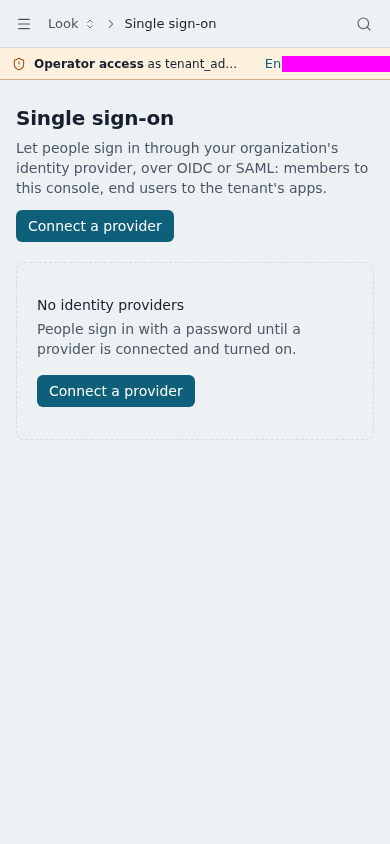 Look
Single sign-on
Operator access as tenant_ad…
Single sign-on
Let people sign in through your organization's
identity provider, over OIDC or SAML: members to
this console, end users to the tenant's apps.
Connect a provider
No identity providers
People sign in with a password until a
provider is connected and turned on.
Connect a provider